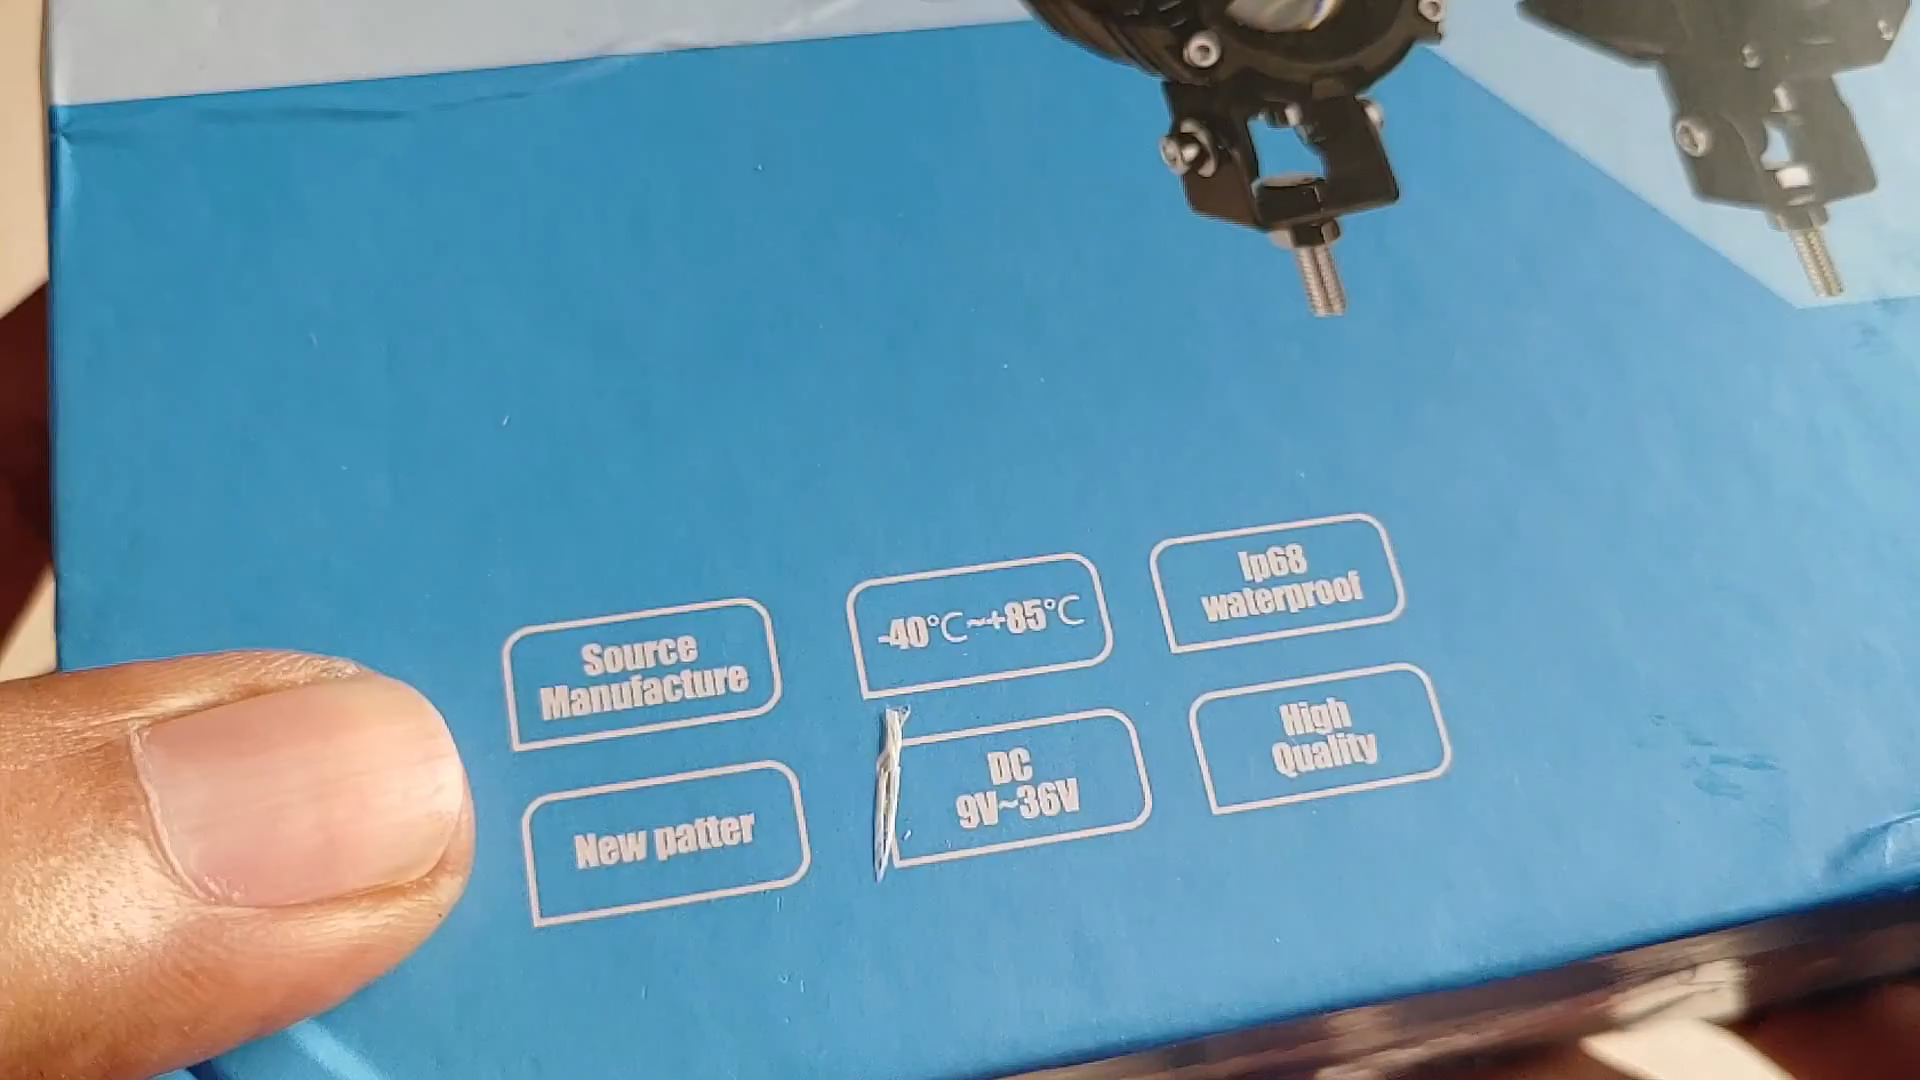 Source
Manufacture
-40°C~+85°C
Ip68
waterproof
New patter
DC
9V~36V
High
Quality